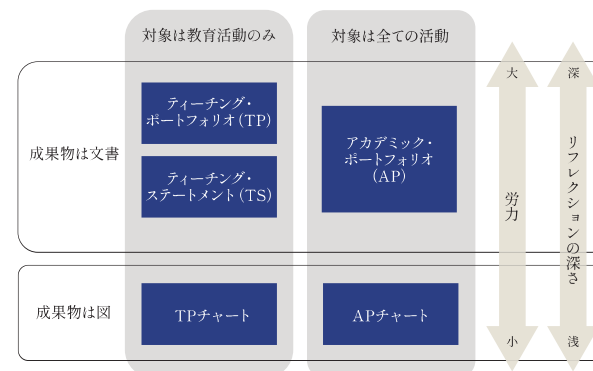 対象は教育活動のみ
対象は全ての活動
成果物は文書
ティーチング・
ポートフォリオ(TP)
ティーチング・
ステートメント(TS)
アカデミック・
ポートフォリオ
(AP)
成果物は図
TPチャート
APチャート
大
労力
小
深
リフレクションの深さ
浅